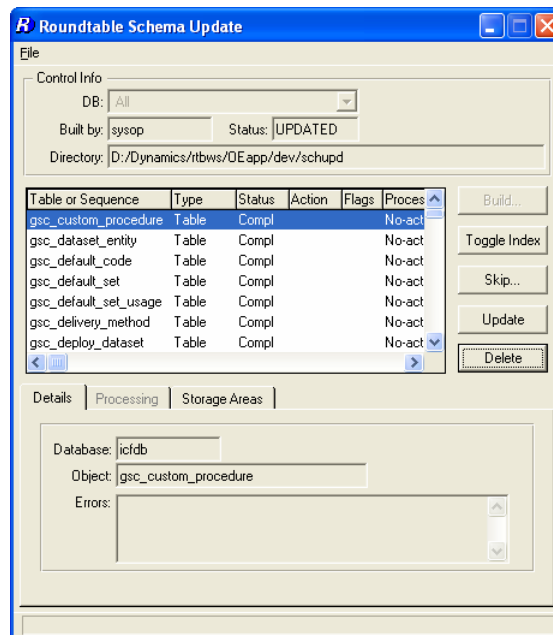 R Roundtable Schema Update
File
Control Info
DB: All
Built by: sysop Status: UPDATED
Directory: D:/Dynamics/rtbws/OEapp/dev/schupd
Table or Sequence Type Status Action Flags Proces
gsc_custom_procedure Table Compl No-act
gsc_dataset_entity Table Compl No-act
gsc_default_code Table Compl No-act
gsc_default_set Table Compl No-act
gsc_default_set_usage Table Compl No-act
gsc_delivery_method Table Compl No-act
gsc_deploy_dataset Table Compl No-act
Build...
Toggle Index
Skip...
Update
Delete
Details Processing Storage Areas
Database: icfdb
Object: gsc_custom_procedure
Errors: